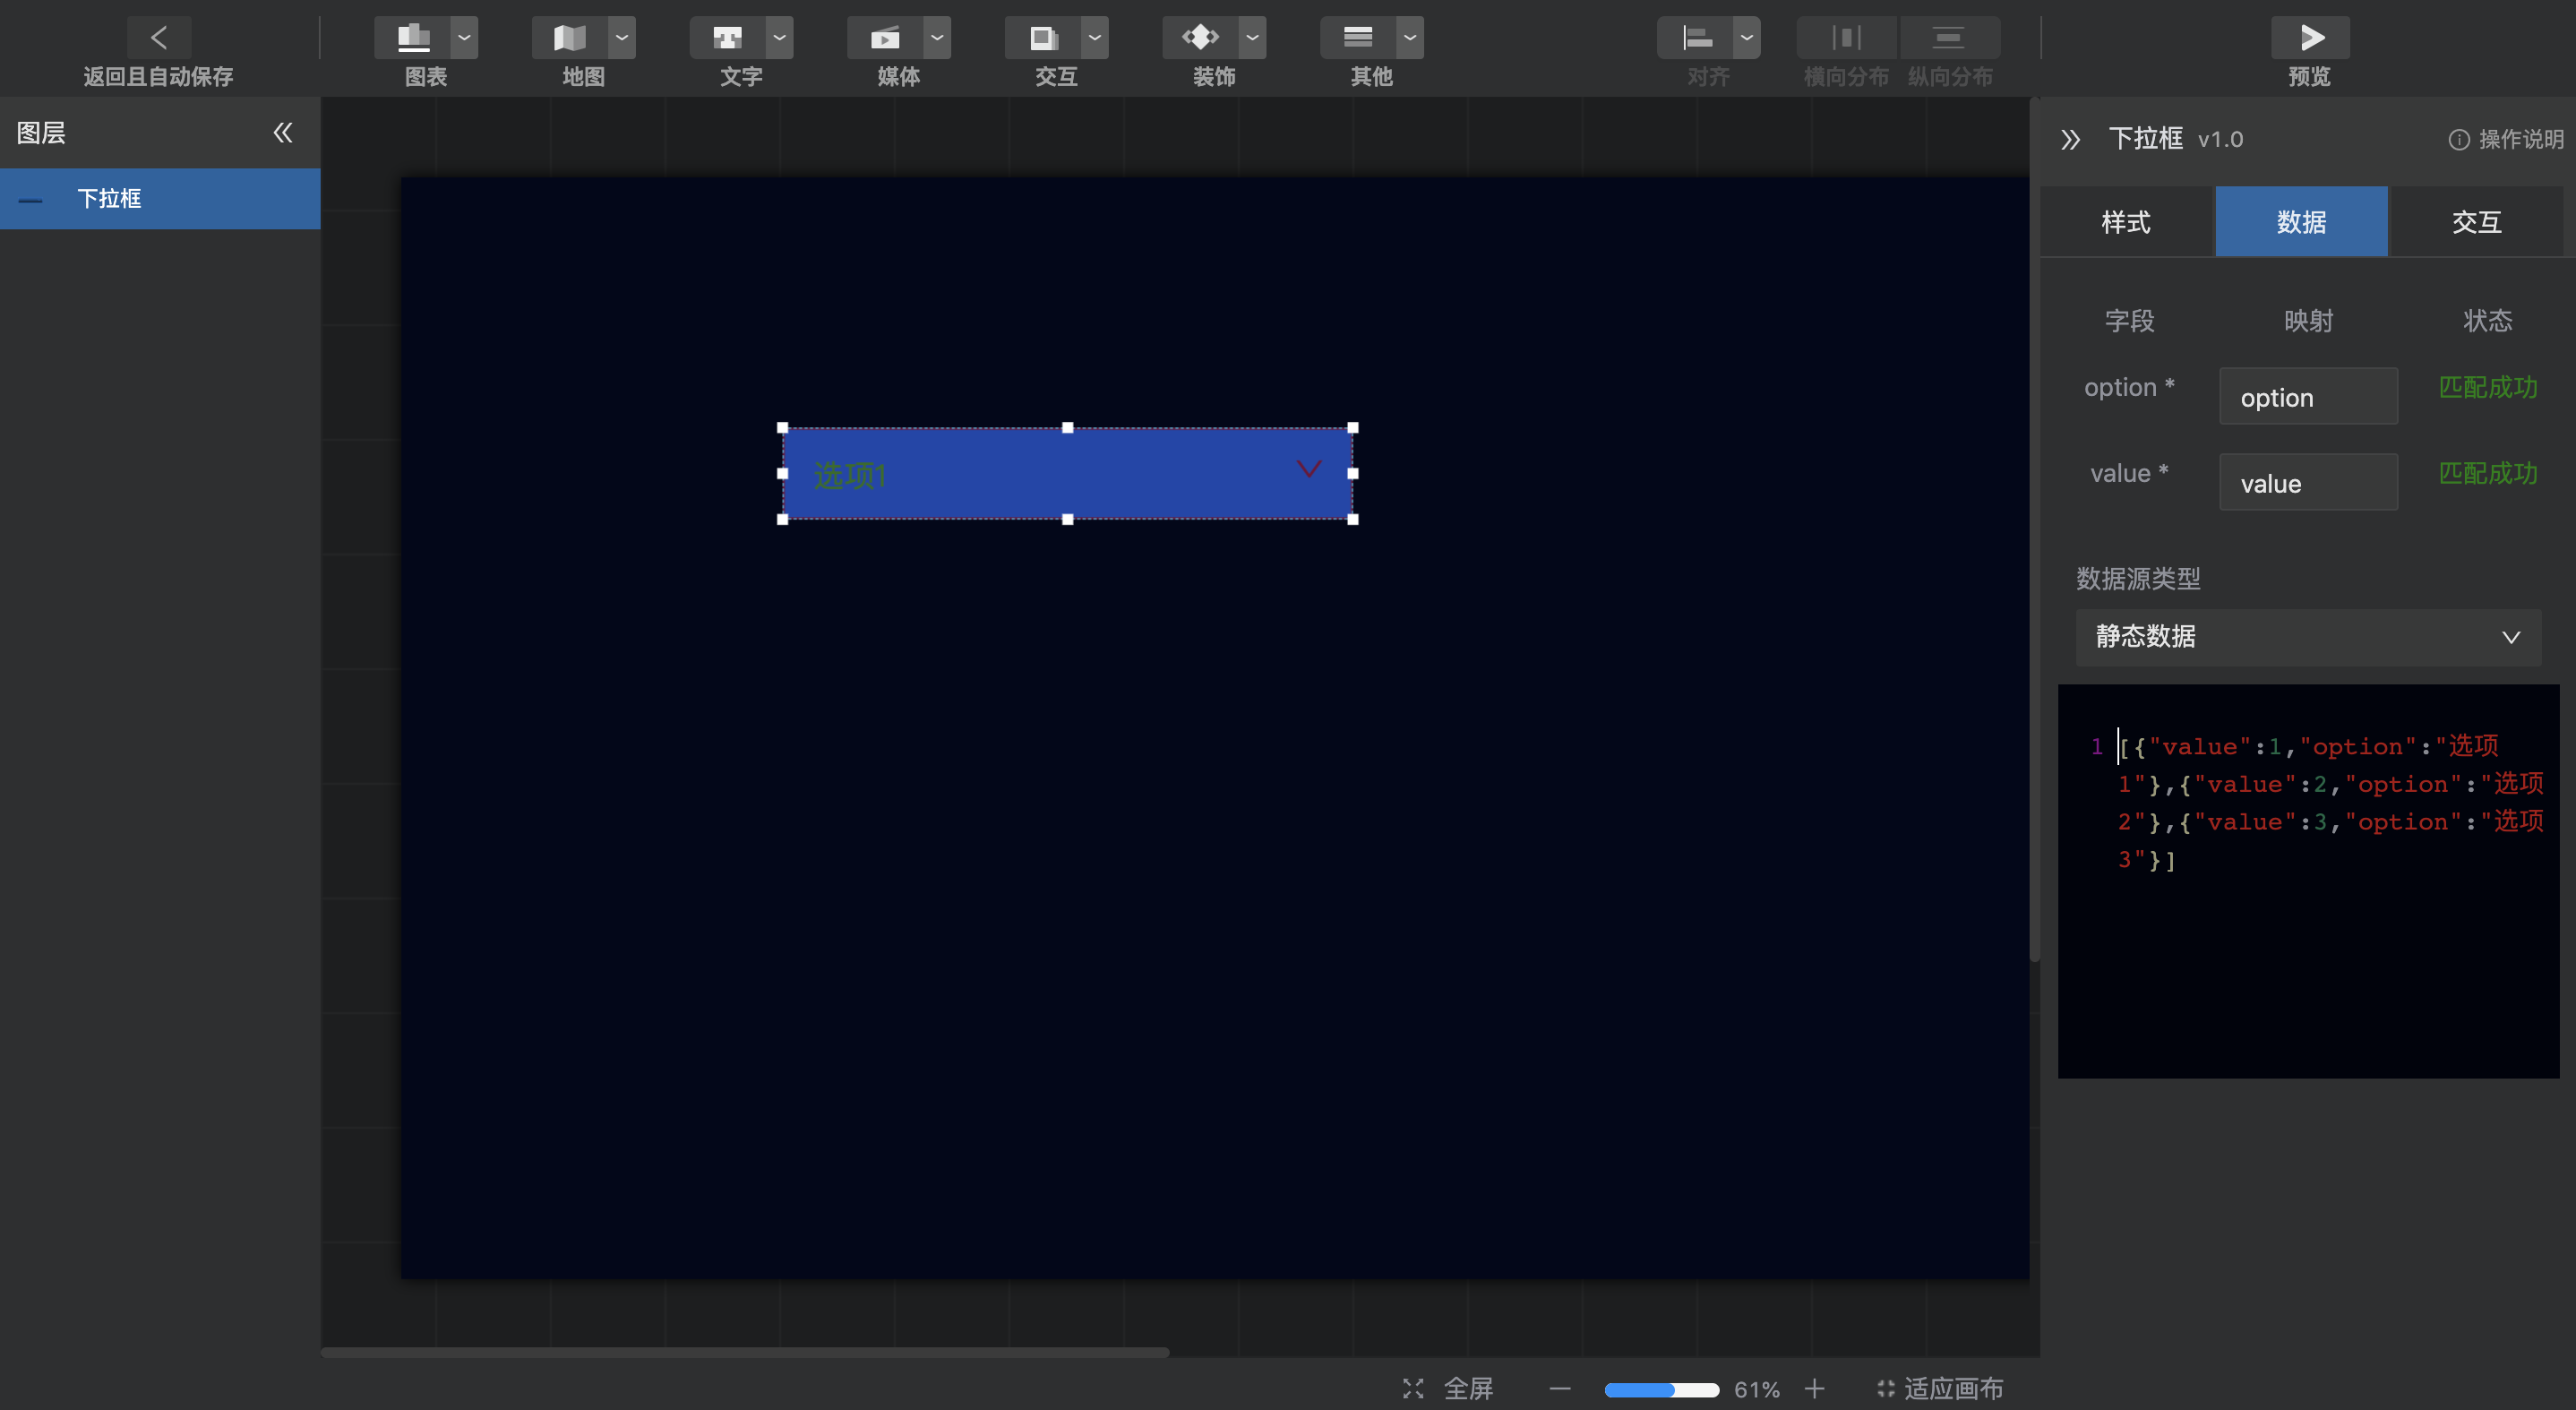 返回且自动保存
图表
地图
文字
媒体
交互
装饰
其他
对齐
横向分布
纵向分布
预览
图层
下拉框
选项1
下拉框 v1.0
操作说明
样式
数据
交互
字段 映射 状态
option * option 匹配成功
value * value 匹配成功
数据源类型
静态数据
1 [{"value":1,"option":"选项
1"},{"value":2,"option":"选项
2"},{"value":3,"option":"选项
3"}]
全屏
61%
适应画布